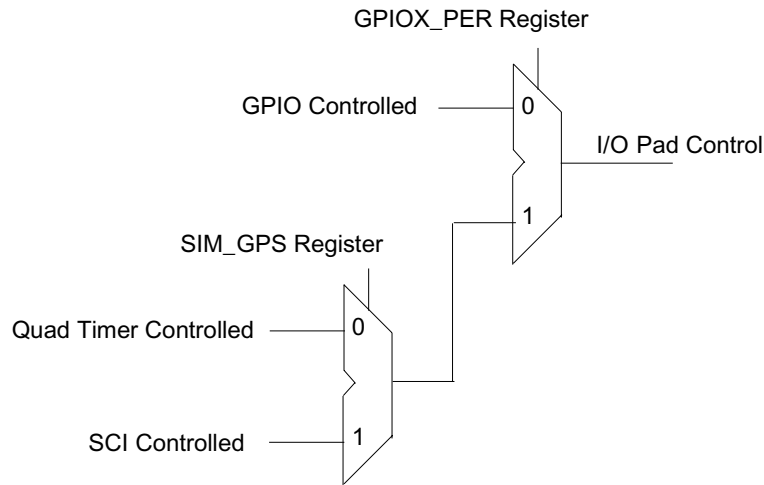 GPIOX_PER Register
GPIO Controlled
0
I/O Pad Control
1
SIM_GPS Register
Quad Timer Controlled
0
SCI Controlled
1